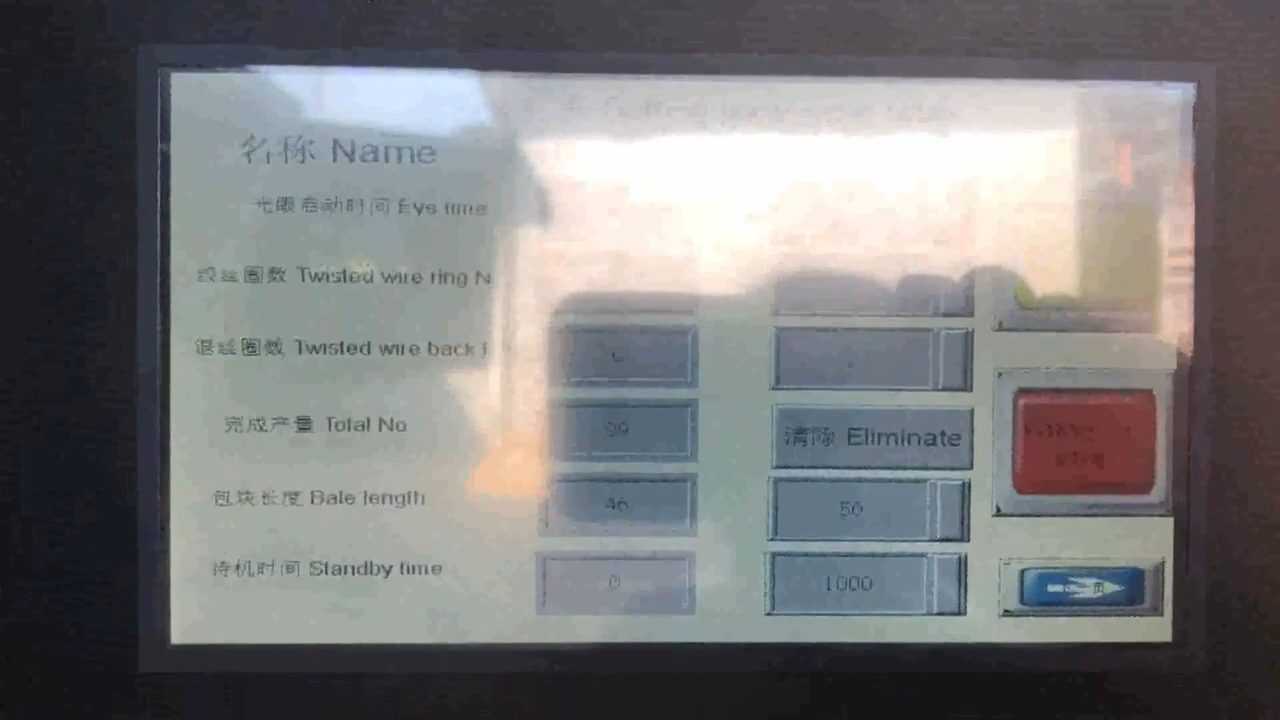 名称 Name
光眼启动时间 Eye time
绞丝圈数 Twisted wire ring N
退丝圈数 Twisted wire back
完成产量 Total No 99 清除 Eliminate
包块长度 Bale length 46 50
待机时间 Standby time 0 1000